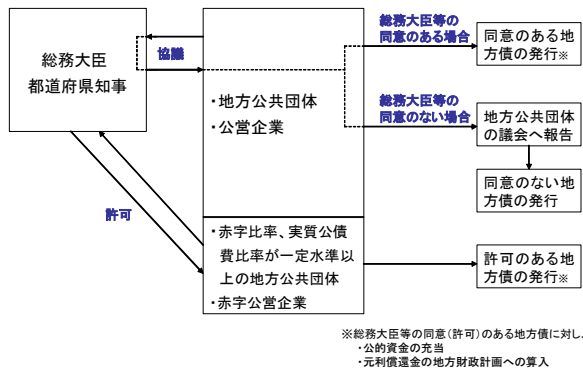 総務大臣
都道府県知事
協議
許可
・地方公共団体
・公営企業
・赤字比率、実質公債
費比率が一定水準以
上の地方公共団体
・赤字公営企業
総務大臣等の
同意のある場合
総務大臣等の
同意のない場合
同意のある地
方債の発行※
地方公共団体
の議会へ報告
同意のない地
方債の発行
許可のある地
方債の発行※
※総務大臣等の同意(許可)のある地方債に対し、
・公的資金の充当
・元利償還金の地方財政計画への算入